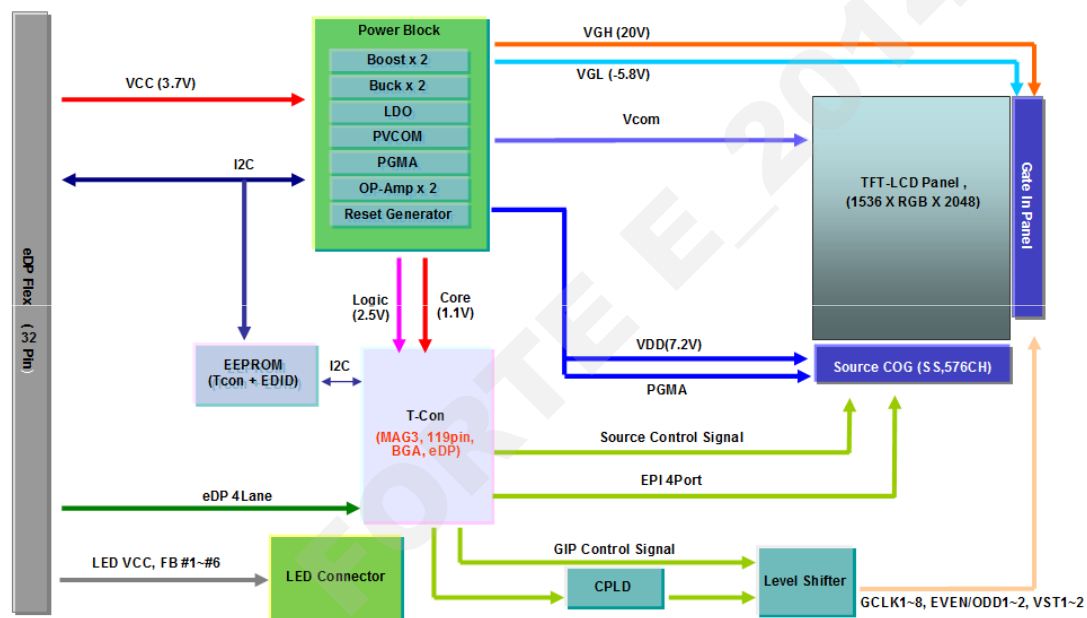 Power Block
Boost x 2
Buck x 2
LDO
PVCOM
PGMA
OP-Amp x 2
Reset Generator
VCC (3.7V)
I2C
eDP Flex ( 32 Pin)
VGH (20V)
VGL (-5.8V)
Vcom
TFT-LCD Panel ,
(1536 X RGB X 2048)
Gate In Panel
Logic
(2.5V)
Core
(1.1V)
VDD(7.2V)
PGMA
Source COG (SS,576CH)
EEPROM
(Tcon + EDID)
I2C
T-Con
(MAG3, 119pin,
BGA, eDP)
Source Control Signal
EPI 4Port
eDP 4Lane
LED VCC, FB #1~#6
LED Connector
GIP Control Signal
CPLD
Level Shifter
GCLK1~8, EVEN/ODD1~2, VST1~2
FORTE E_2014